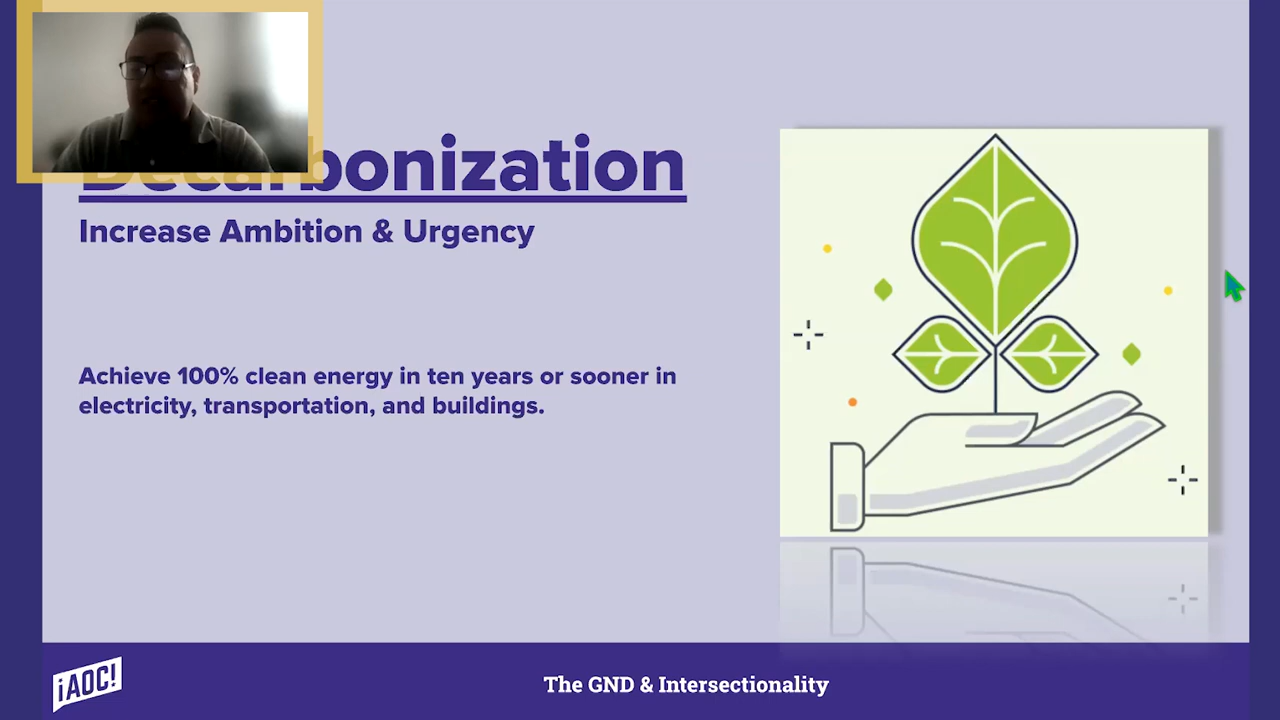 Decarbonization
Increase Ambition & Urgency
Achieve 100% clean energy in ten years or sooner in
electricity, transportation, and buildings.
¡AOC!
The GND & Intersectionality